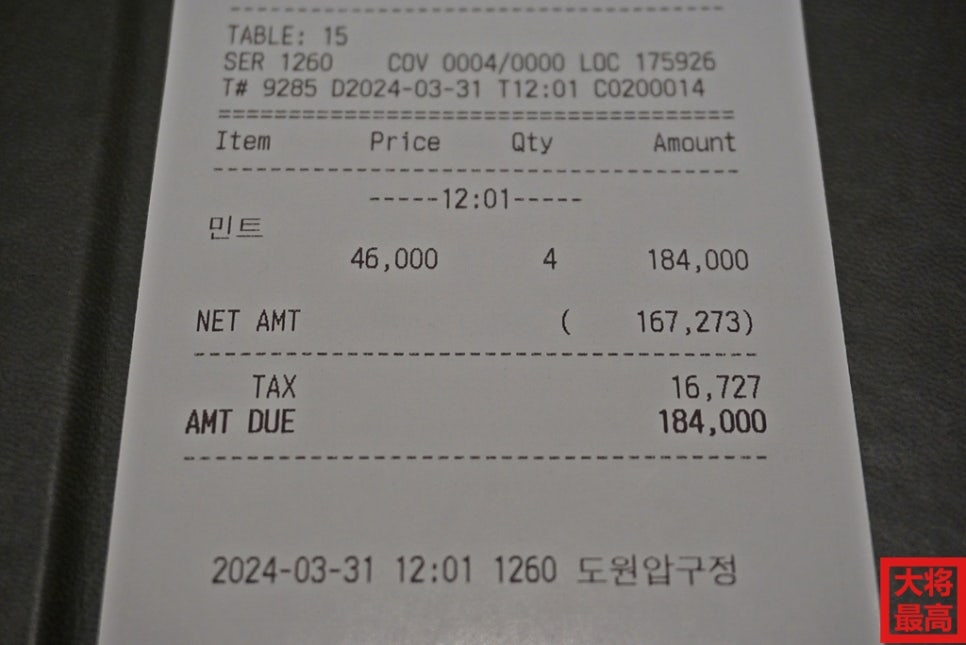 TABLE: 15
SER 1260 COV 0004/0000 LOC 175926
T# 9285 D2024-03-31 T12:01 C0200014
=====================================
Item Price Qty Amount
-------------------------------------
-----12:01-----
민트
46,000 4 184,000
NET AMT ( 167,273)
-------------------------------------
TAX 16,727
AMT DUE 184,000
-------------------------------------
2024-03-31 12:01 1260 도원압구정
大将
最高